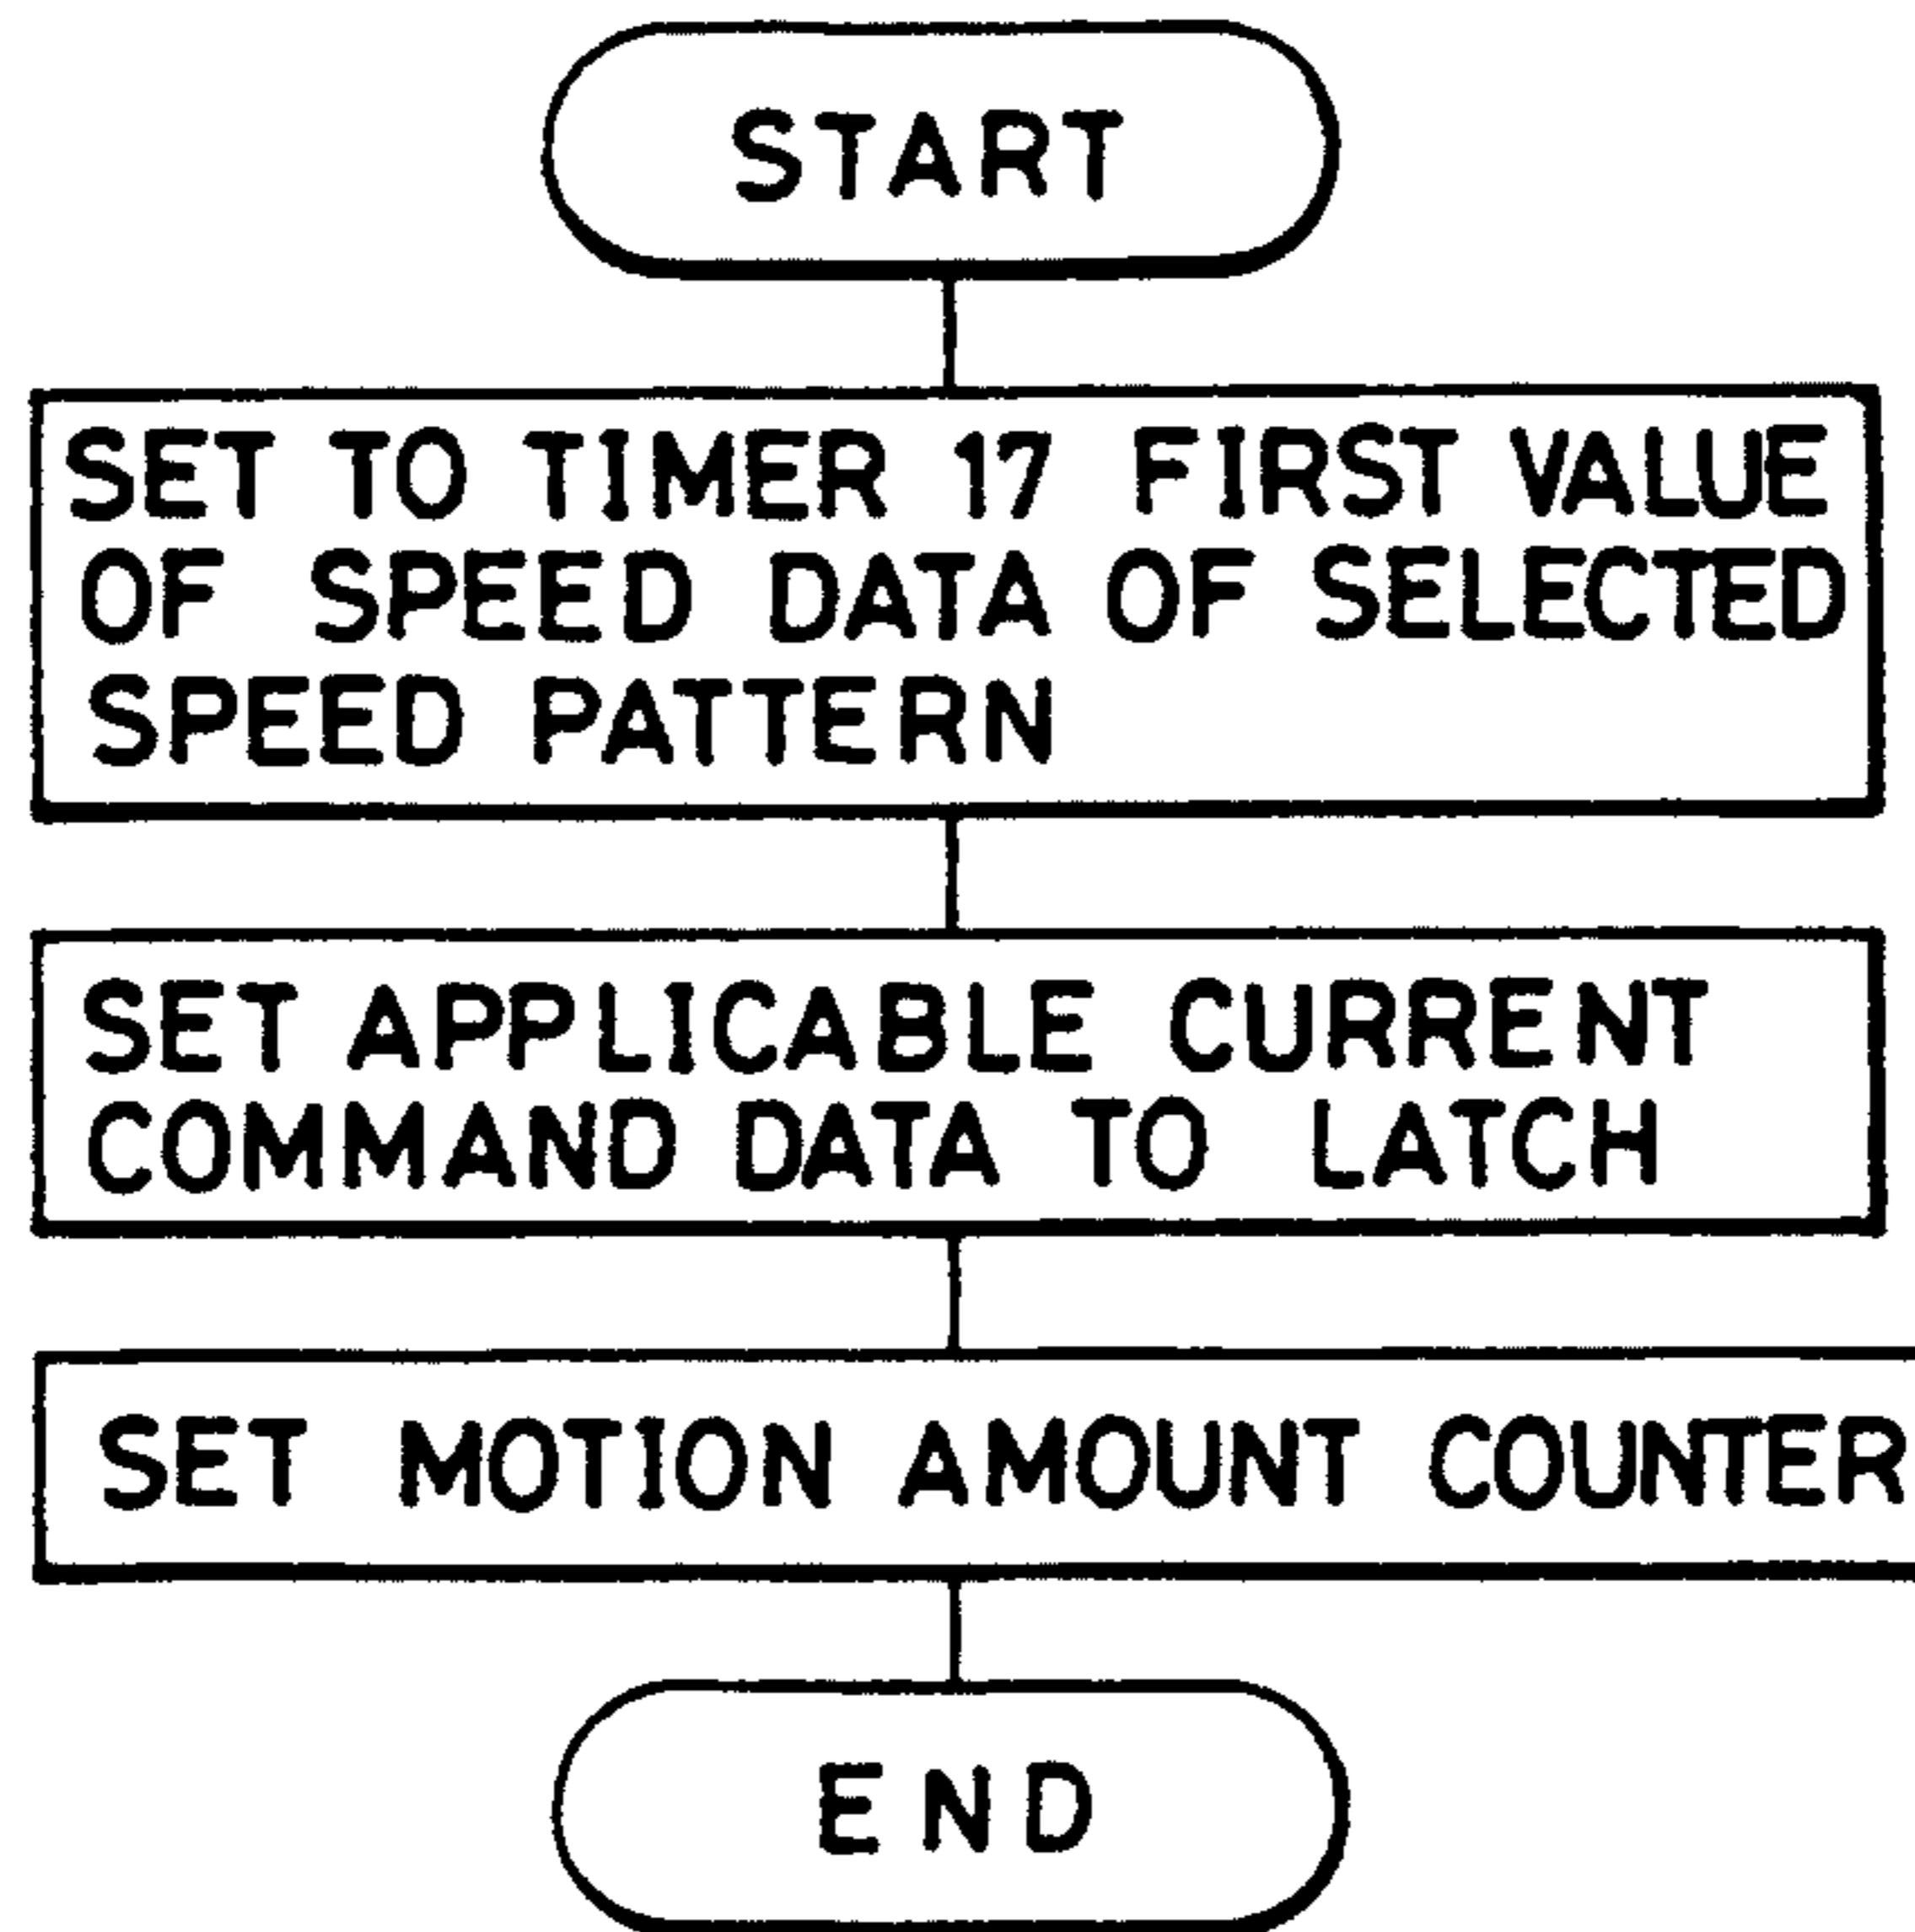 START
SET TO TIMER 17 FIRST VALUE
OF SPEED DATA OF SELECTED
SPEED PATTERN
SET APPLICABLE CURRENT
COMMAND DATA TO LATCH
SET MOTION AMOUNT COUNTER
END